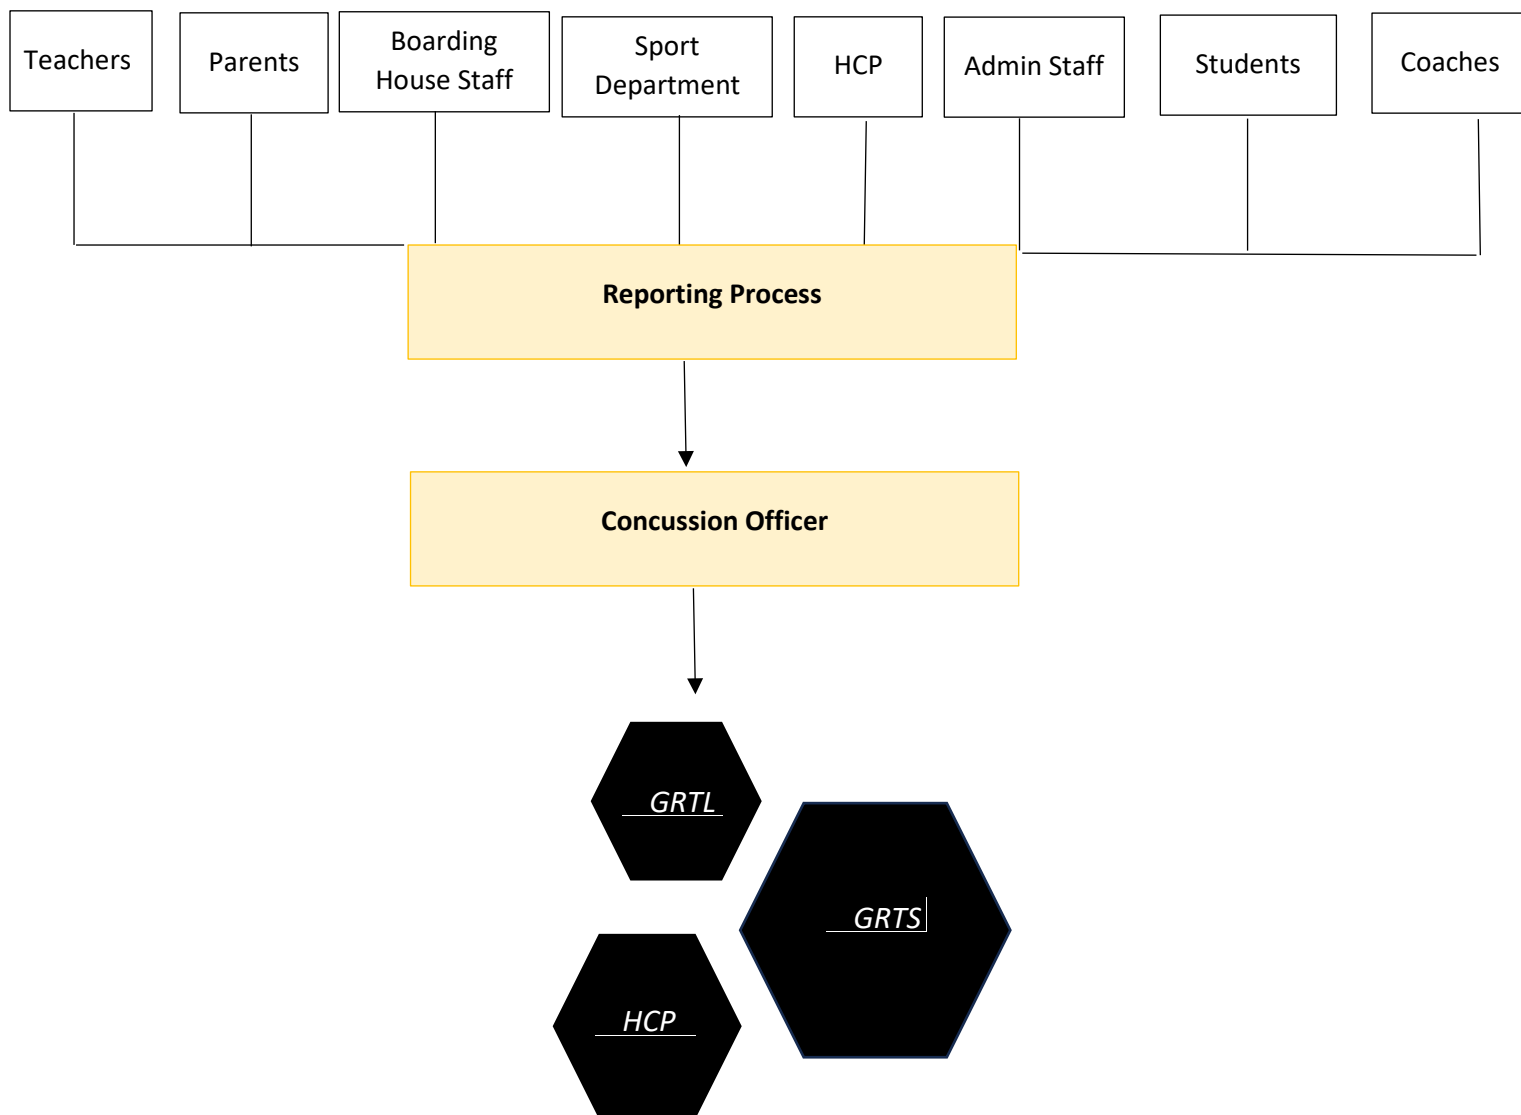 Teachers
Parents
Boarding
House Staff
Sport
Department
HCP
Admin Staff
Students
Coaches
Reporting Process
Concussion Officer
GRTL
GRTS
HCP